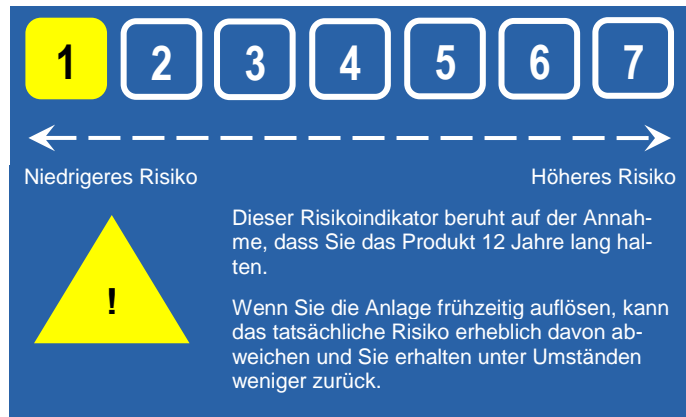 1 2 3 4 5 6 7
Niedrigeres Risiko Höheres Risiko
Dieser Risikoindikator beruht auf der Annah-
me, dass Sie das Produkt 12 Jahre lang hal-
ten.
!
Wenn Sie die Anlage frühzeitig auflösen, kann
das tatsächliche Risiko erheblich davon ab-
weichen und Sie erhalten unter Umständen
weniger zurück.